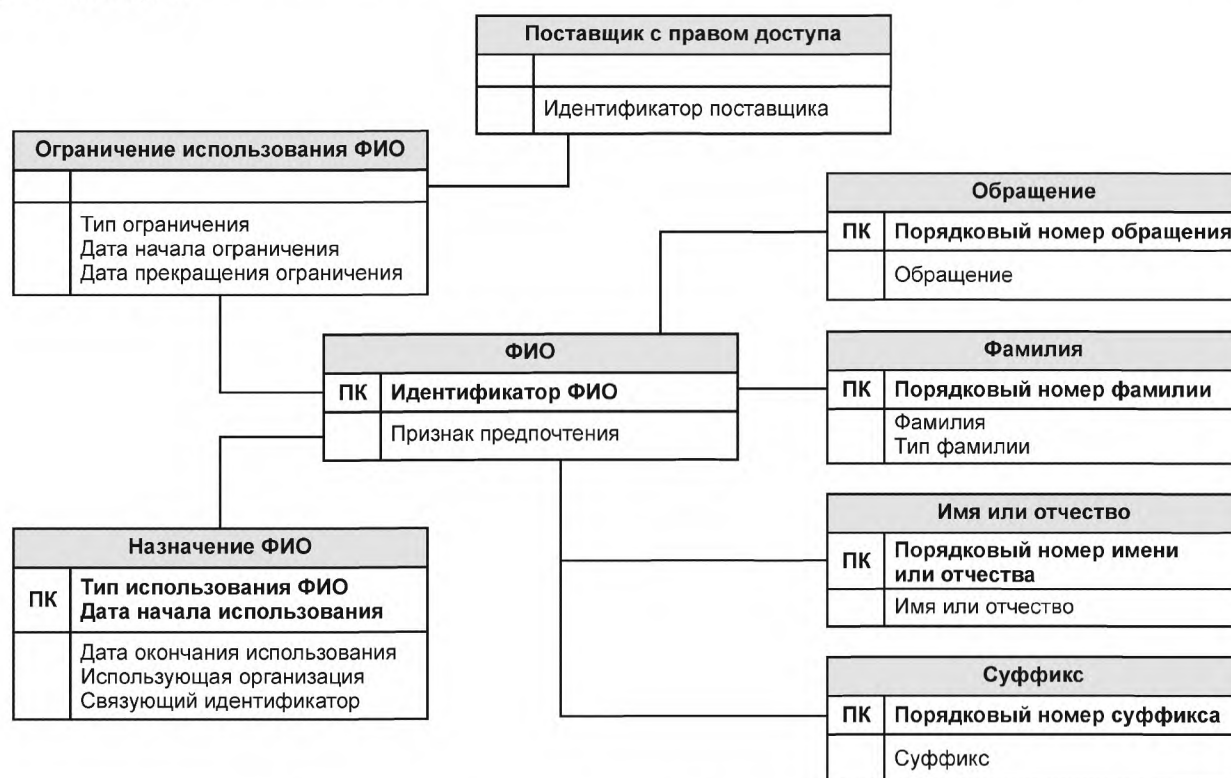 Поставщик с правом доступа
Идентификатор поставщика
Ограничение использования ФИО
Тип ограничения
Дата начала ограничения
Дата прекращения ограничения
Обращение
ПК Порядковый номер обращения
Обращение
ФИО
ПК Идентификатор ФИО
Признак предпочтения
Фамилия
ПК Порядковый номер фамилии
Фамилия
Тип фамилии
Имя или отчество
ПК Порядковый номер имени
или отчества
Имя или отчество
Назначение ФИО
ПК Тип использования ФИО
Дата начала использования
Дата окончания использования
Использующая организация
Связующий идентификатор
Суффикс
ПК Порядковый номер суффикса
Суффикс